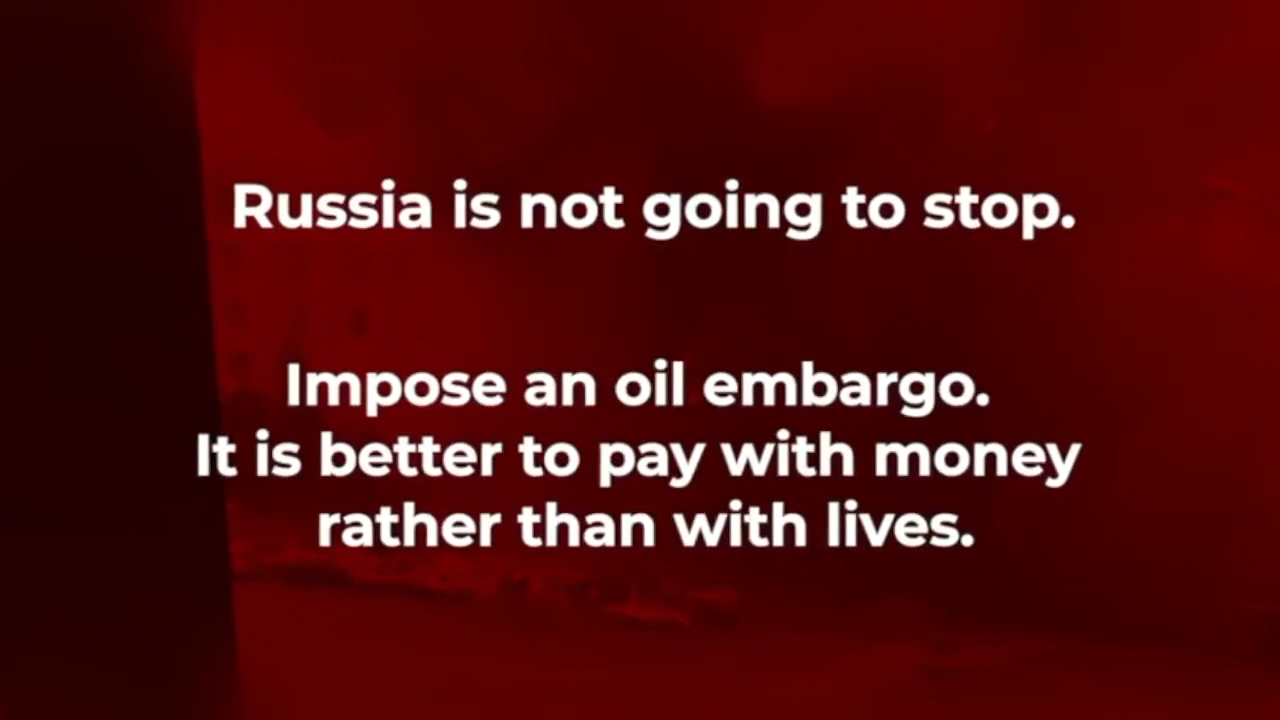 Russia is not going to stop.
Impose an oil embargo.
It is better to pay with money
rather than with lives.